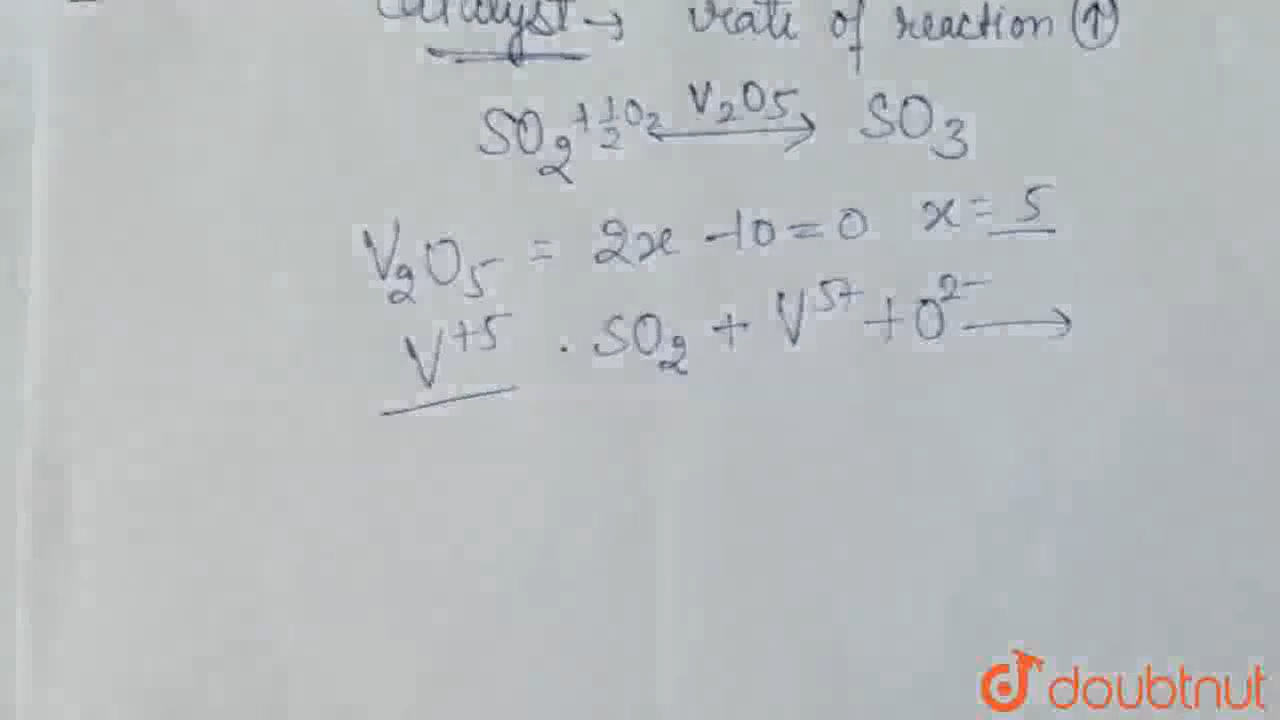 Catalyst → rate of reaction (↑)
SO2 + 1/2 O2 ⟷ V2O5 SO3
V2O5 = 2x - 10 = 0 x = 5
V+5 . SO2 + V5+ + O2- ⟶
doubtnut